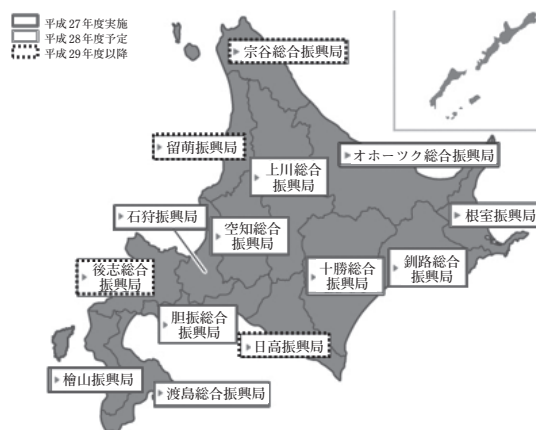 平成27年度実施
平成28年度予定
平成29年度以降
宗谷総合振興局
留萌振興局
オホーツク総合振興局
上川総合
振興局
石狩振興局
空知総合
振興局
根室振興局
後志総合
振興局
十勝総合
振興局
釧路総合
振興局
胆振総合
振興局
日高振興局
檜山振興局
渡島総合振興局